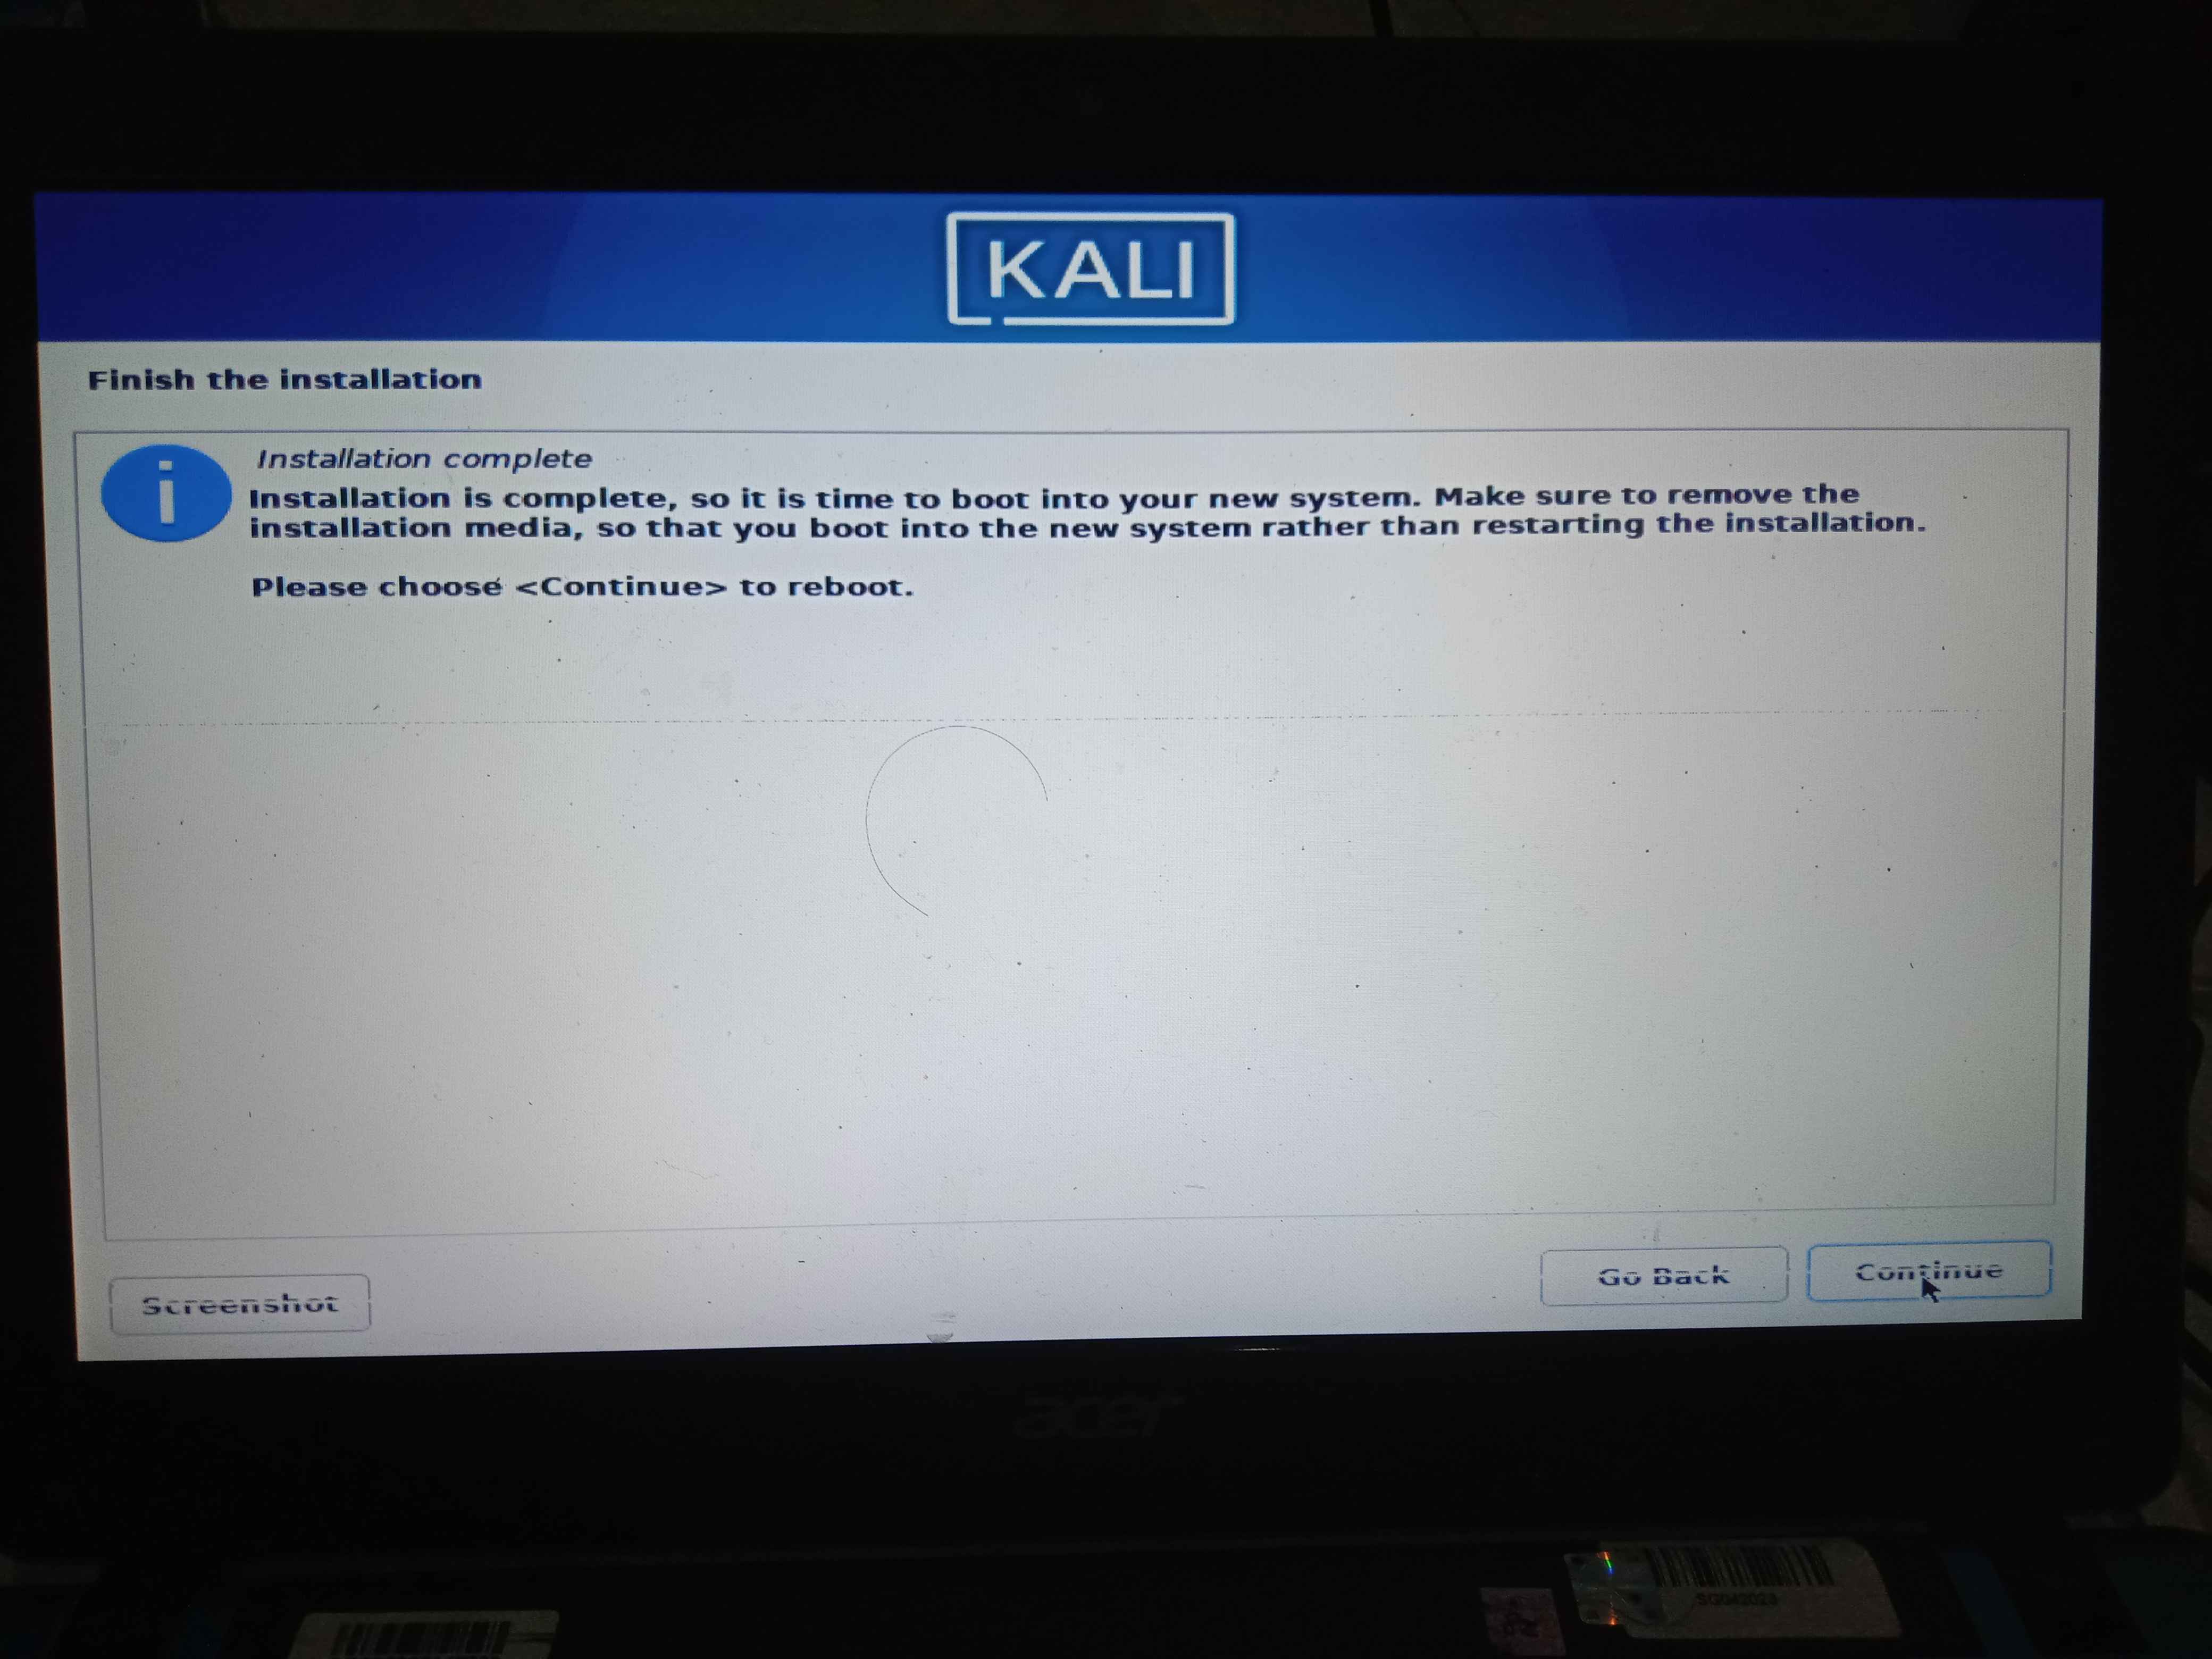 KALI
Finish the installation
Installation complete
Installation is complete, so it is time to boot into your new system. Make sure to remove the
installation media, so that you boot into the new system rather than restarting the installation.
Please choose <Continue> to reboot.
Screenshot
Go Back
Continue
acer